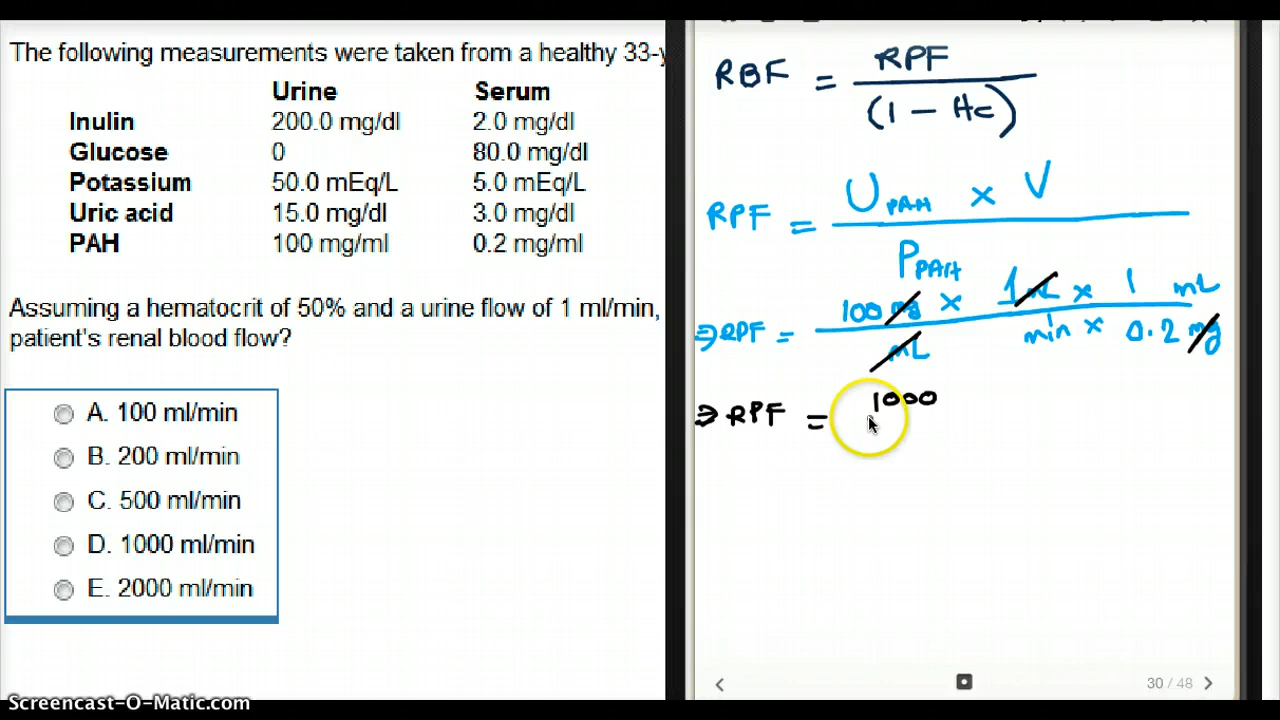 The following measurements were taken from a healthy 33-y
Urine Serum
Inulin 200.0 mg/dl 2.0 mg/dl
Glucose 0 80.0 mg/dl
Potassium 50.0 mEq/L 5.0 mEq/L
Uric acid 15.0 mg/dl 3.0 mg/dl
PAH 100 mg/ml 0.2 mg/ml
Assuming a hematocrit of 50% and a urine flow of 1 ml/min,
patient's renal blood flow?
A. 100 ml/min
B. 200 ml/min
C. 500 ml/min
D. 1000 ml/min
E. 2000 ml/min
RBF = RPF
(1 - Hc)
RPF = U PAH x V
P PAH
⇒ RPF = 100 mg x 1 mL x 1 mL
mL min x 0.2 mg
⇒ RPF = 1000
30 / 48
Screencast-O-Matic.com